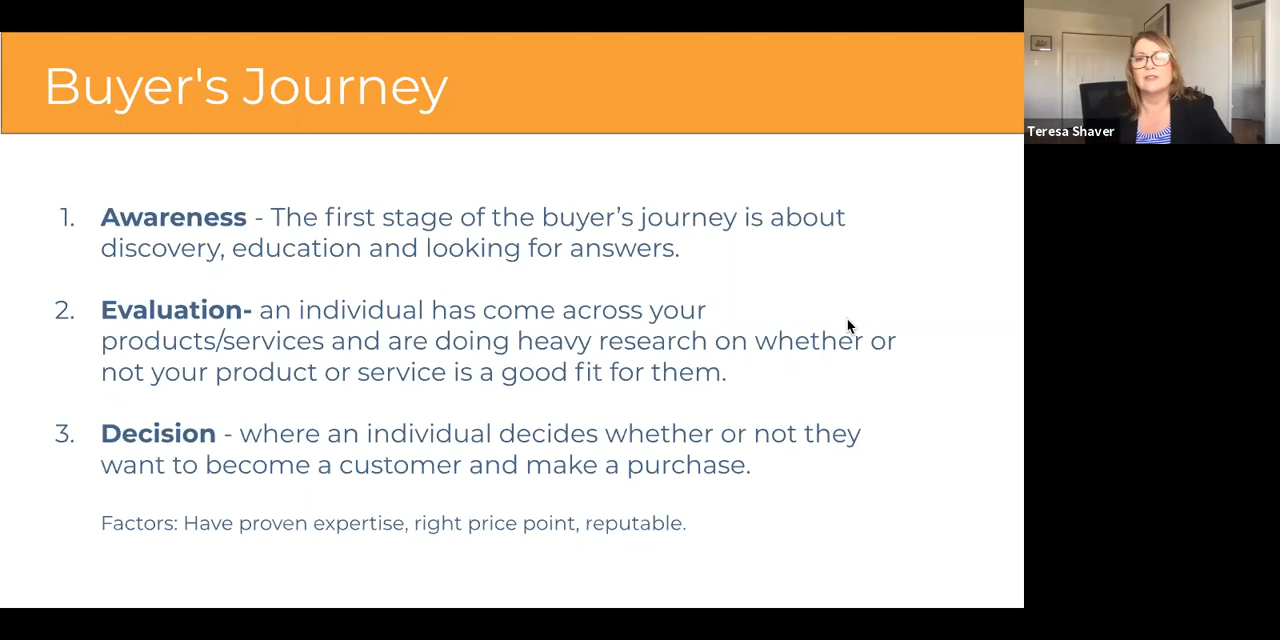 Buyer's Journey
Teresa Shaver
1. Awareness - The first stage of the buyer’s journey is about
discovery, education and looking for answers.
2. Evaluation- an individual has come across your
products/services and are doing heavy research on whether or
not your product or service is a good fit for them.
3. Decision - where an individual decides whether or not they
want to become a customer and make a purchase.
Factors: Have proven expertise, right price point, reputable.